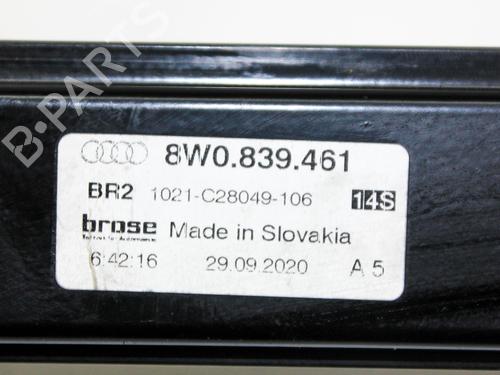 B-PARTS
8W0.839.461
BR2 1021-C28049-106 14S
brose Made in Slovakia
6:42:16 29.09.2020 A 5